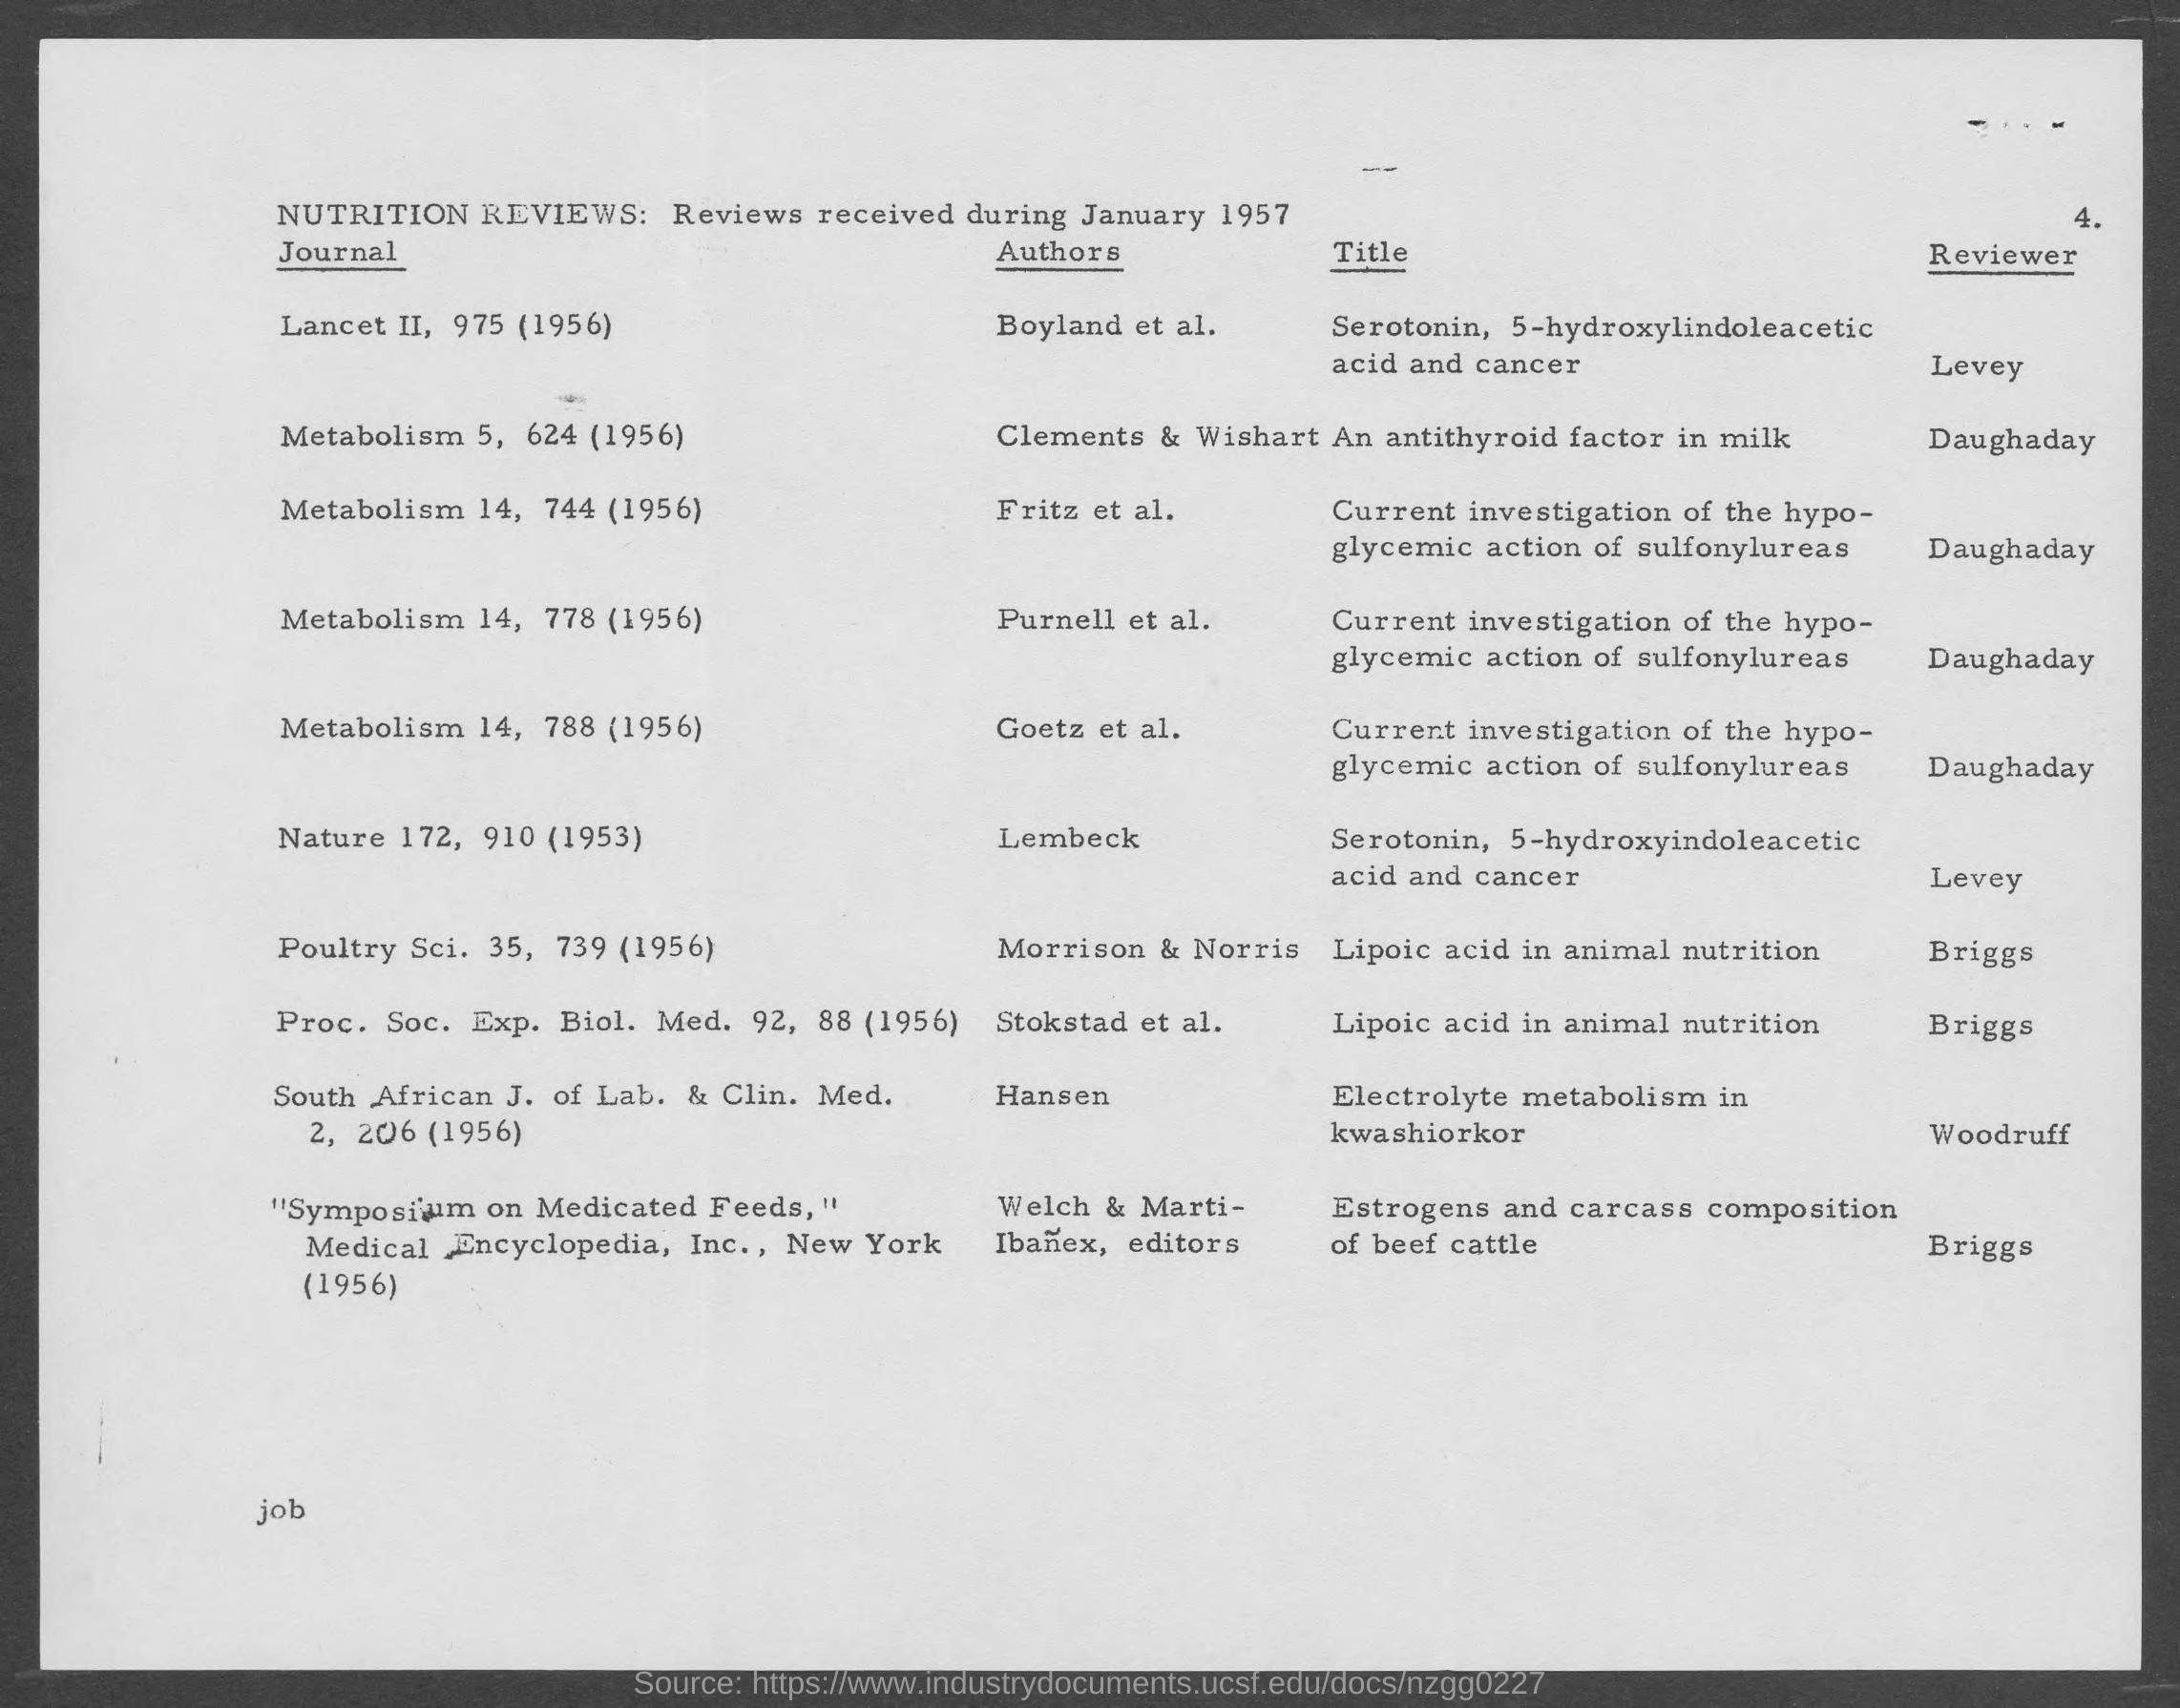 NUTRITION REVIEWS: Reviews received during January 1957 4.
Journal Authors Title Reviewer
Lancet II, 975 (1956) Boyland et al. Serotonin, 5-hydroxylindoleacetic
acid and cancer Levey
Metabolism 5, 624 (1956) Clements & Wishart An antithyroid factor in milk Daughaday
Metabolism 14, 744 (1956) Fritz et al. Current investigation of the hypo-
glycemic action of sulfonylureas Daughaday
Metabolism 14, 778 (1956) Purnell et al. Current investigation of the hypo-
glycemic action of sulfonylureas Daughaday
Metabolism 14, 788 (1956) Goetz et al. Current investigation of the hypo-
glycemic action of sulfonylureas Daughaday
Nature 172, 910 (1953) Lembeck Serotonin, 5-hydroxyindoleacetic
acid and cancer Levey
Poultry Sci. 35, 739 (1956) Morrison & Norris Lipoic acid in animal nutrition Briggs
Proc. Soc. Exp. Biol. Med. 92, 88 (1956) Stokstad et al. Lipoic acid in animal nutrition Briggs
South African J. of Lab. & Clin. Med. Hansen Electrolyte metabolism in
2, 206 (1956) kwashiorkor Woodruff
"Symposium on Medicated Feeds," Welch & Marti- Estrogens and carcass composition
Medical Encyclopedia, Inc., New York Ibañex, editors of beef cattle Briggs
(1956)
job
Source: https://www.industrydocuments.ucsf.edu/docs/nzgg0227